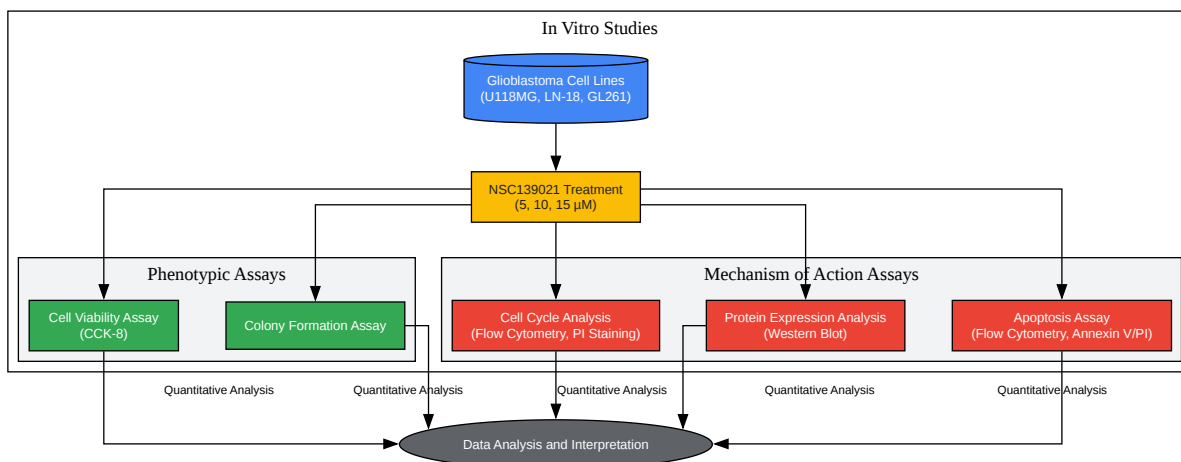 In Vitro Studies
Glioblastoma Cell Lines
(U118MG, LN-18, GL261)
NSC139021 Treatment
(5, 10, 15 µM)
Phenotypic Assays
Mechanism of Action Assays
Cell Viability Assay
(CCK-8)
Colony Formation Assay
Cell Cycle Analysis
(Flow Cytometry, PI Staining)
Protein Expression Analysis
(Western Blot)
Apoptosis Assay
(Flow Cytometry, Annexin V/PI)
Quantitative Analysis
Quantitative Analysis
Quantitative Analysis
Quantitative Analysis
Quantitative Analysis
Data Analysis and Interpretation